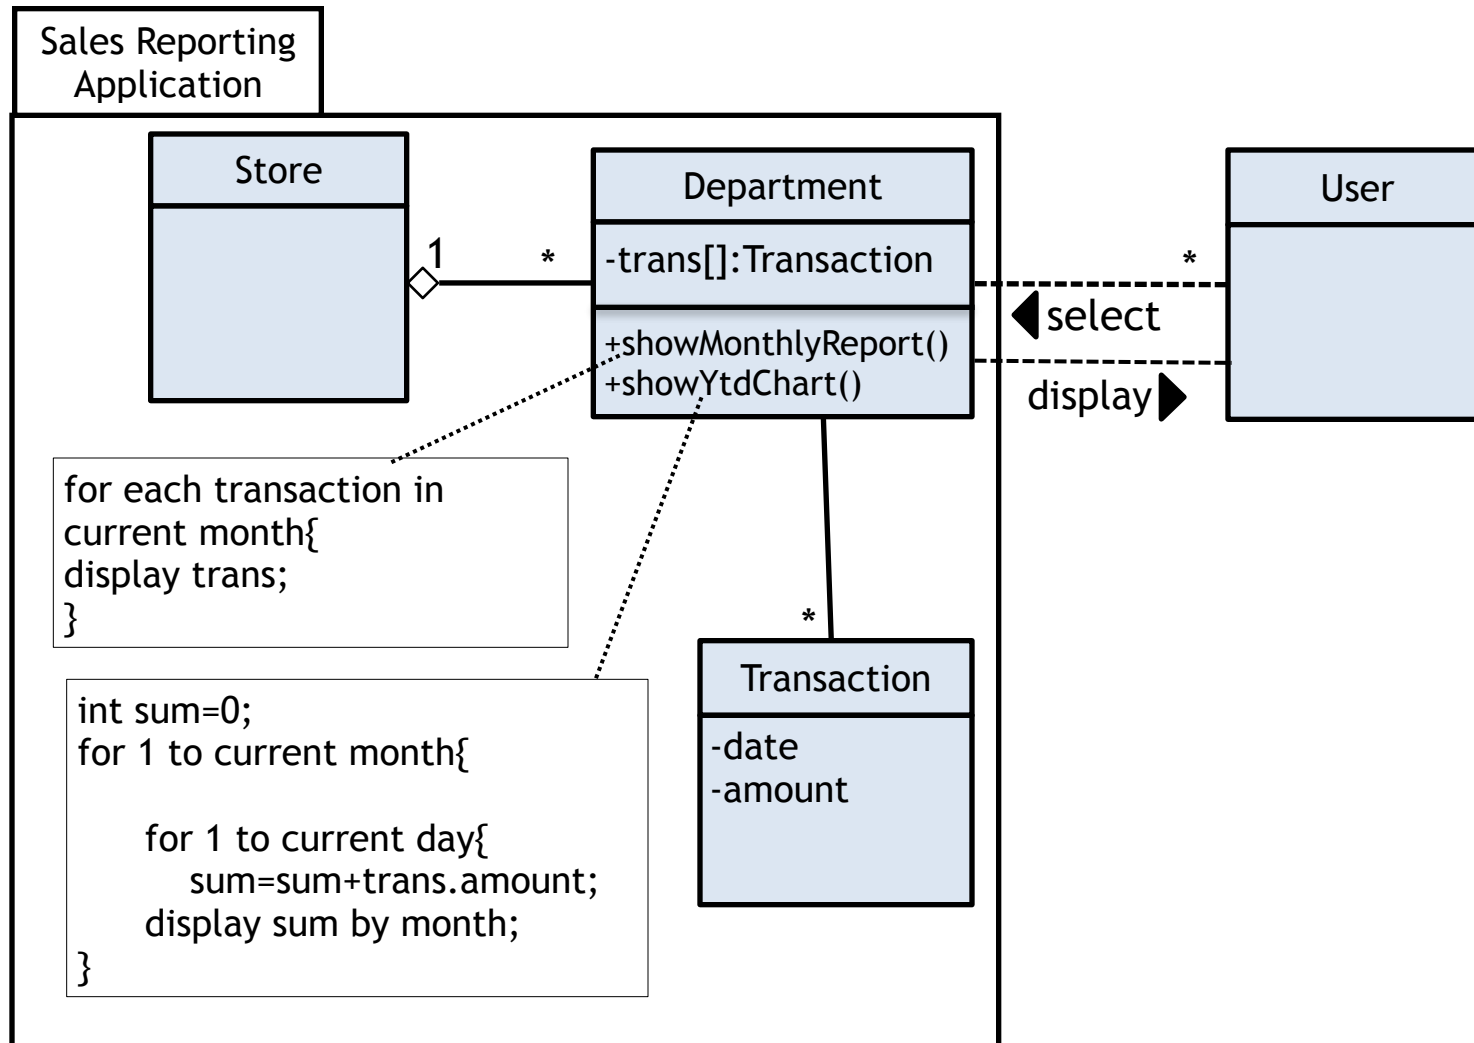 Sales Reporting
Application
Store
Department
User
1
*
-trans[]:Transaction
*
select
+showMonthlyReport()
+showYtdChart()
display
for each transaction in
current month{
display trans;
}
*
Transaction
-date
-amount
int sum=0;
for 1 to current month{
for 1 to current day{
sum=sum+trans.amount;
display sum by month;
}